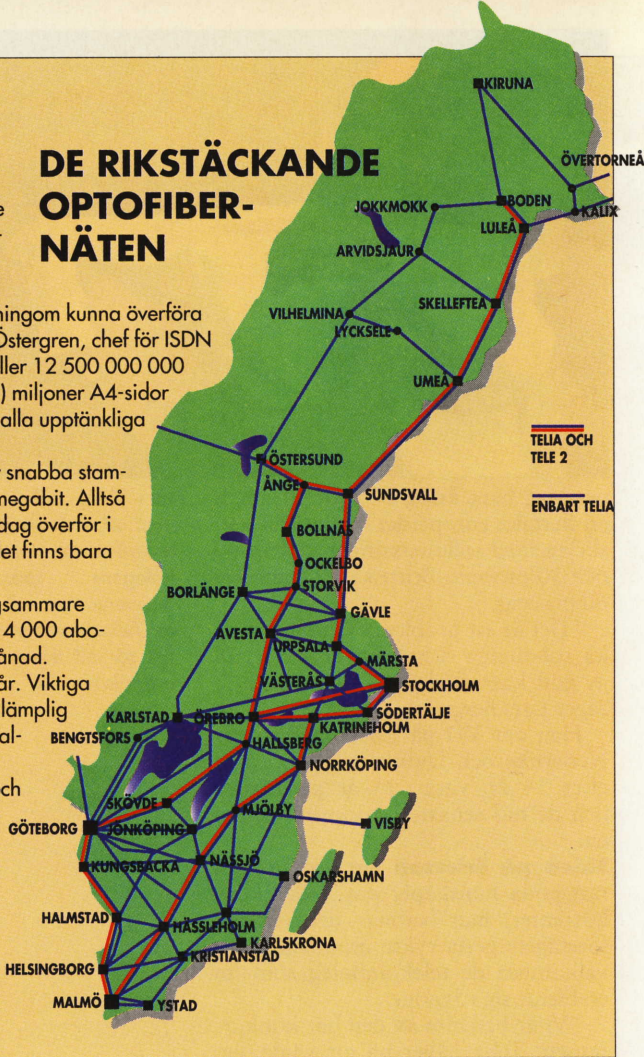 DE RIKSTÄCKANDE
OPTOFIBER-
NÄTEN
ningom kunna överföra
Östergren, chef för ISDN
ller 12 500 000 000
) miljoner A4-sidor
alla upptänkliga
snabba stam-
megabit. Alltså
dag överför i
et finns bara
gsammare
4 000 abo-
ånad.
år. Viktiga
lämplig
al-
och
KIRUNA
ÖVERTORNEÅ
BODEN
JOKKMOKK
KALIX
LULEÅ
ARVIDSJAUR
SKELLEFTEÅ
VILHELMINA
LYCKSELE
UMEÅ
TELIA OCH
TELE 2
ENBART TELIA
ÖSTERSUND
ÅNGE
SUNDSVALL
BOLLNÄS
OCKELBO
STORVIK
BORLÄNGE
GÄVLE
AVESTA
UPPSALA
MÄRSTA
VÄSTERÅS
STOCKHOLM
KARLSTAD
ÖREBRO
SÖDERTÄLJE
KATRINEHOLM
BENGTSFORS
HALLSBERG
NORRKÖPING
SKÖVDE
MJÖLBY
GÖTEBORG
JÖNKÖPING
VISBY
KUNGSBACKA
NÄSSJÖ
OSKARSHAMN
HALMSTAD
HÄSSLEHOLM
KARLSKRONA
KRISTIANSTAD
HELSINGBORG
MALMÖ
YSTAD